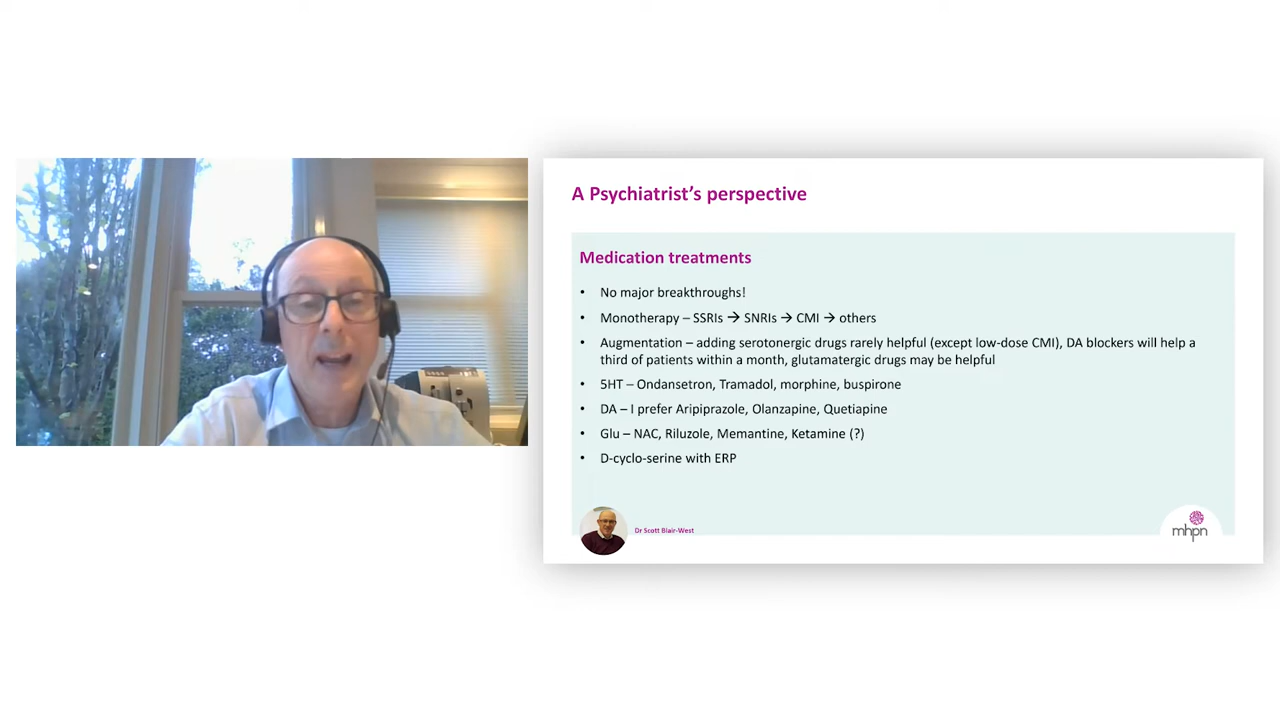 A Psychiatrist’s perspective
Medication treatments
• No major breakthroughs!
• Monotherapy – SSRIs → SNRIs → CMI → others
• Augmentation – adding serotonergic drugs rarely helpful (except low-dose CMI), DA blockers will help a
third of patients within a month, glutamatergic drugs may be helpful
• 5HT – Ondansetron, Tramadol, morphine, buspirone
• DA – I prefer Aripiprazole, Olanzapine, Quetiapine
• Glu – NAC, Riluzole, Memantine, Ketamine (?)
• D-cyclo-serine with ERP
Dr Scott Blair-West
mhpn